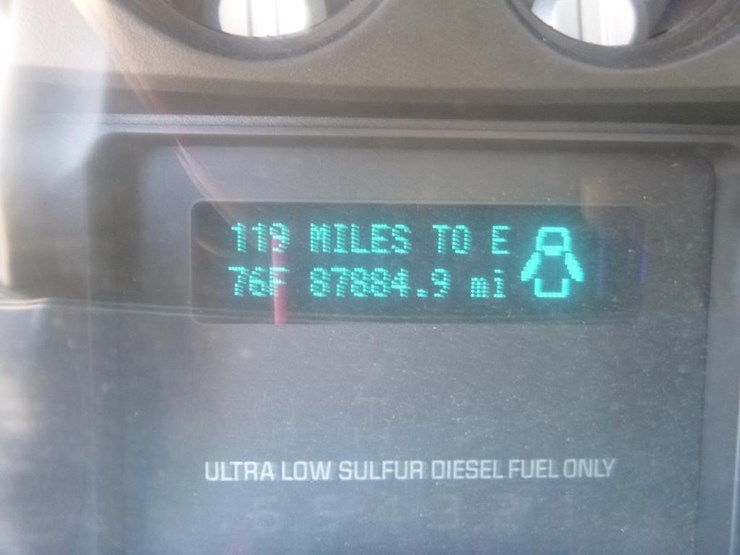 119 MILES TO E
76F 87884.9 mi
ULTRA LOW SULFUR DIESEL FUEL ONLY